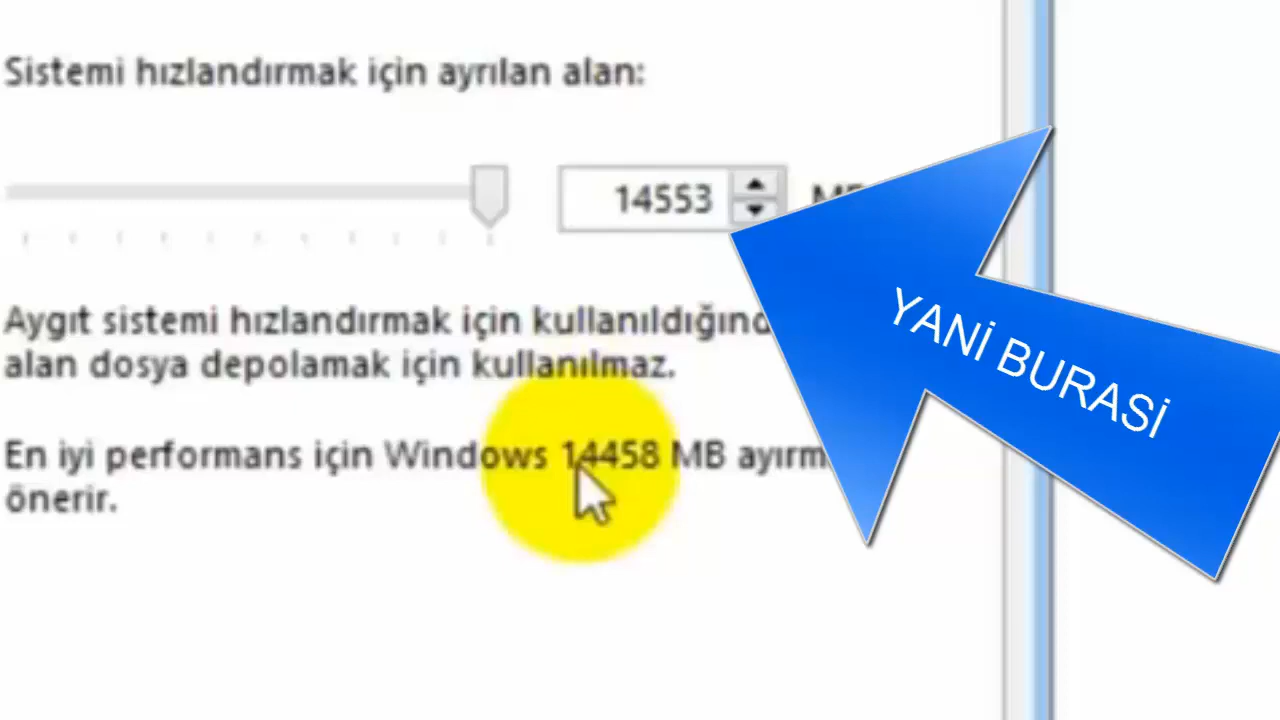 Sistemi hızlandırmak için ayrılan alan:
14553
Aygıt sistemi hızlandırmak için kullanıldığınd
alan dosya depolamak için kullanılmaz.
En iyi performans için Windows 14458 MB ayırm
önerir.
YANİ BURASİ